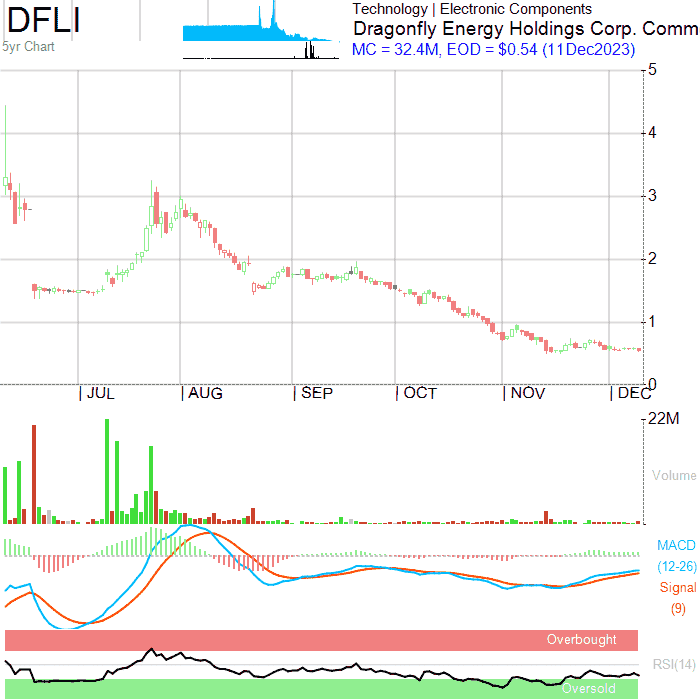 DFLI
5yr Chart
Technology | Electronic Components
Dragonfly Energy Holdings Corp. Comm
MC = 32.4M, EOD = $0.54 (11Dec2023)
5
4
3
2
1
0
JUL AUG SEP OCT NOV DEC
22M
Volume
MACD
(12-26)
Signal
(9)
Overbought
RSI(14)
Oversold